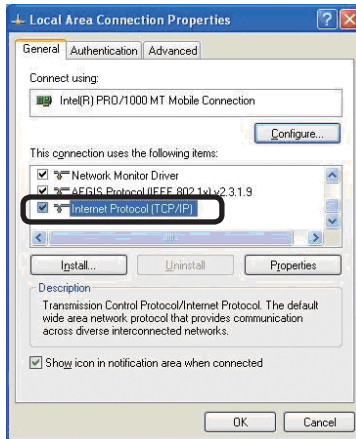 Local Area Connection Properties
General Authentication Advanced
Connect using:
Intel(R) PRO/1000 MT Mobile Connection
Configure...
This connection uses the following items:
Network Monitor Driver
AEGIS Protocol (IEEE 802.1x) v2.3.1.9
Internet Protocol (TCP/IP)
Install... Uninstall Properties
Description
Transmission Control Protocol/Internet Protocol. The default
wide area network protocol that provides communication
across diverse interconnected networks.
Show icon in notification area when connected
OK Cancel